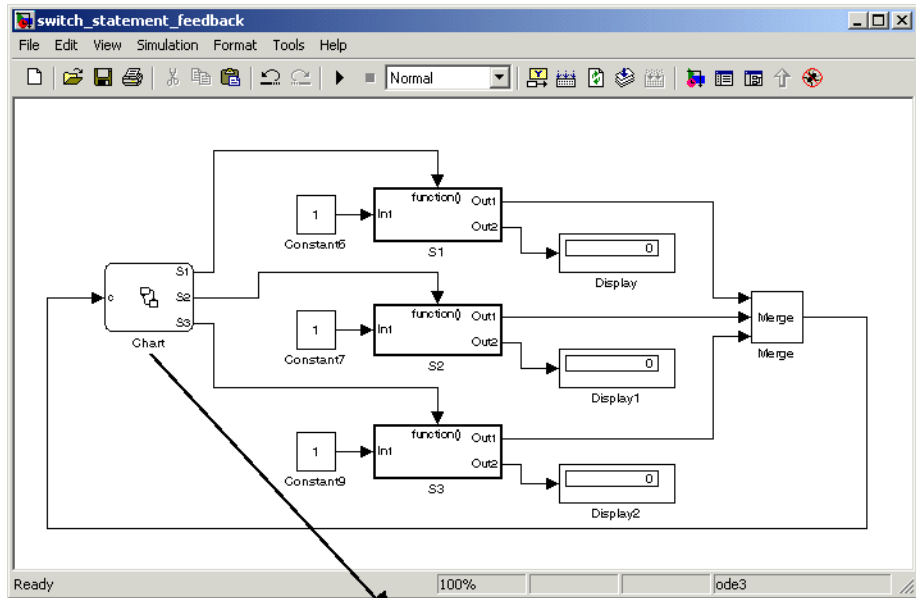 switch_statement_feedback
File Edit View Simulation Format Tools Help
Normal
function()
In1
Out1
Out2
S1
1
Constant6
0
Display
c
S1
S2
S3
Chart
function()
In1
Out1
Out2
S2
1
Constant7
0
Display1
Merge
Merge
function()
In1
Out1
Out2
S3
1
Constant9
0
Display2
Ready
100%
ode3